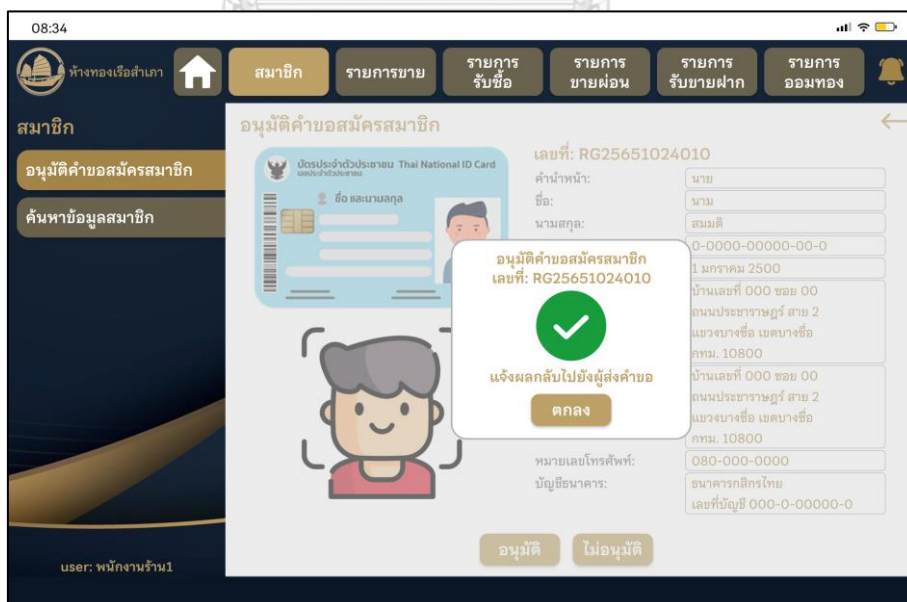 08:34
ห้างทองเรือสำเภา
สมาชิก
รายการขาย
รายการ
รับซื้อ
รายการ
ขายผ่อน
รายการ
รับขายฝาก
รายการ
ออมทอง
สมาชิก
อนุมัติคำขอสมัครสมาชิก
ค้นหาข้อมูลสมาชิก
user: พนักงานร้าน1
อนุมัติคำขอสมัครสมาชิก
บัตรประจำตัวประชาชน Thai National ID Card
เลขประจำตัวประชาชน
ชื่อ และนามสกุล
เลขที่: RG25651024010
คำนำหน้า: นาย
ชื่อ: นาม
นามสกุล: สมมติ
0-0000-00000-00-0
1 มกราคม 2500
บ้านเลขที่ 000 ซอย 00
ถนนประชาราษฎร์ สาย 2
แขวงบางซื่อ เขตบางซื่อ
กทม. 10800
บ้านเลขที่ 000 ซอย 00
ถนนประชาราษฎร์ สาย 2
แขวงบางซื่อ เขตบางซื่อ
กทม. 10800
หมายเลขโทรศัพท์: 080-000-0000
บัญชีธนาคาร: ธนาคารกสิกรไทย
เลขที่บัญชี 000-0-00000-0
อนุมัติคำขอสมัครสมาชิก
เลขที่: RG25651024010
แจ้งผลกลับไปยังผู้ส่งคำขอ
ตกลง
อนุมัติ
ไม่อนุมัติ